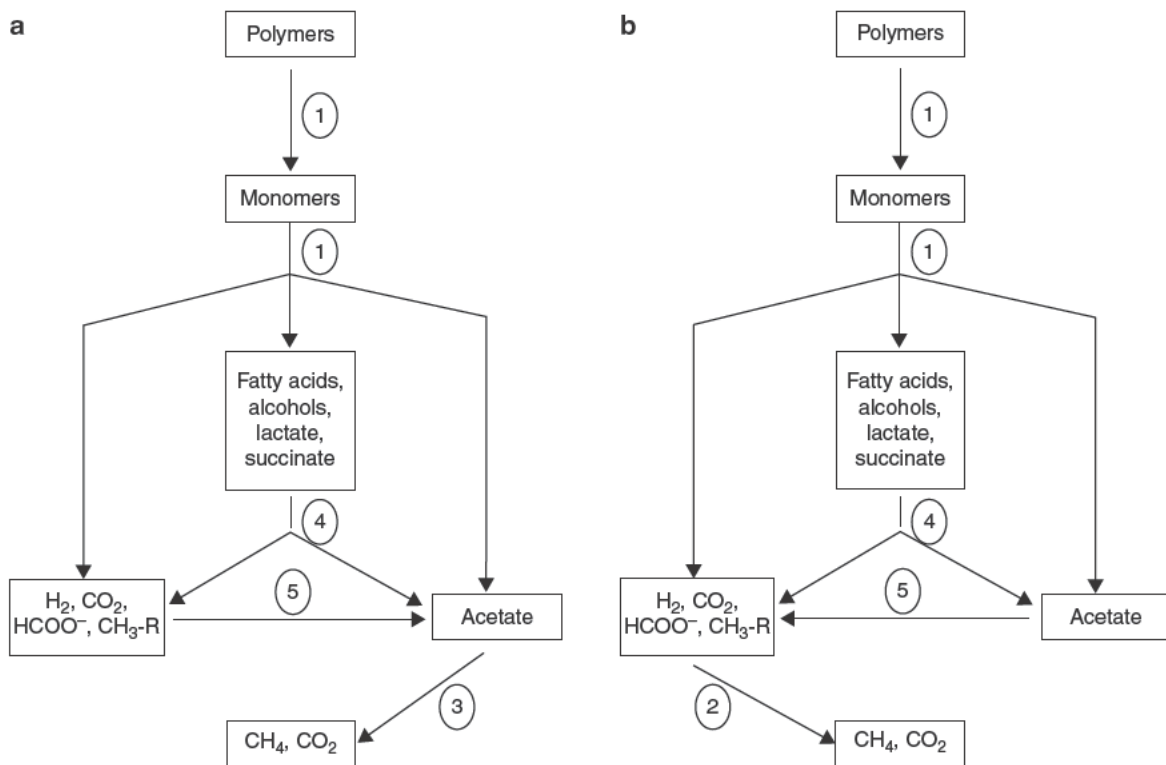 a
Polymers
1
Monomers
1
Fatty acids,
alcohols,
lactate,
succinate
4
H₂, CO₂,
HCOO⁻, CH₃-R
5
Acetate
3
CH₄, CO₂
b
Polymers
1
Monomers
1
Fatty acids,
alcohols,
lactate,
succinate
4
H₂, CO₂,
HCOO⁻, CH₃-R
5
Acetate
2
CH₄, CO₂